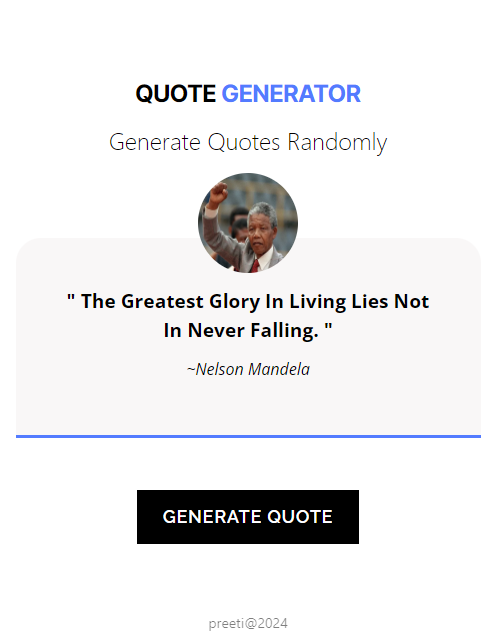 QUOTE GENERATOR
Generate Quotes Randomly
" The Greatest Glory In Living Lies Not
In Never Falling. "
~Nelson Mandela
GENERATE QUOTE
preeti@2024